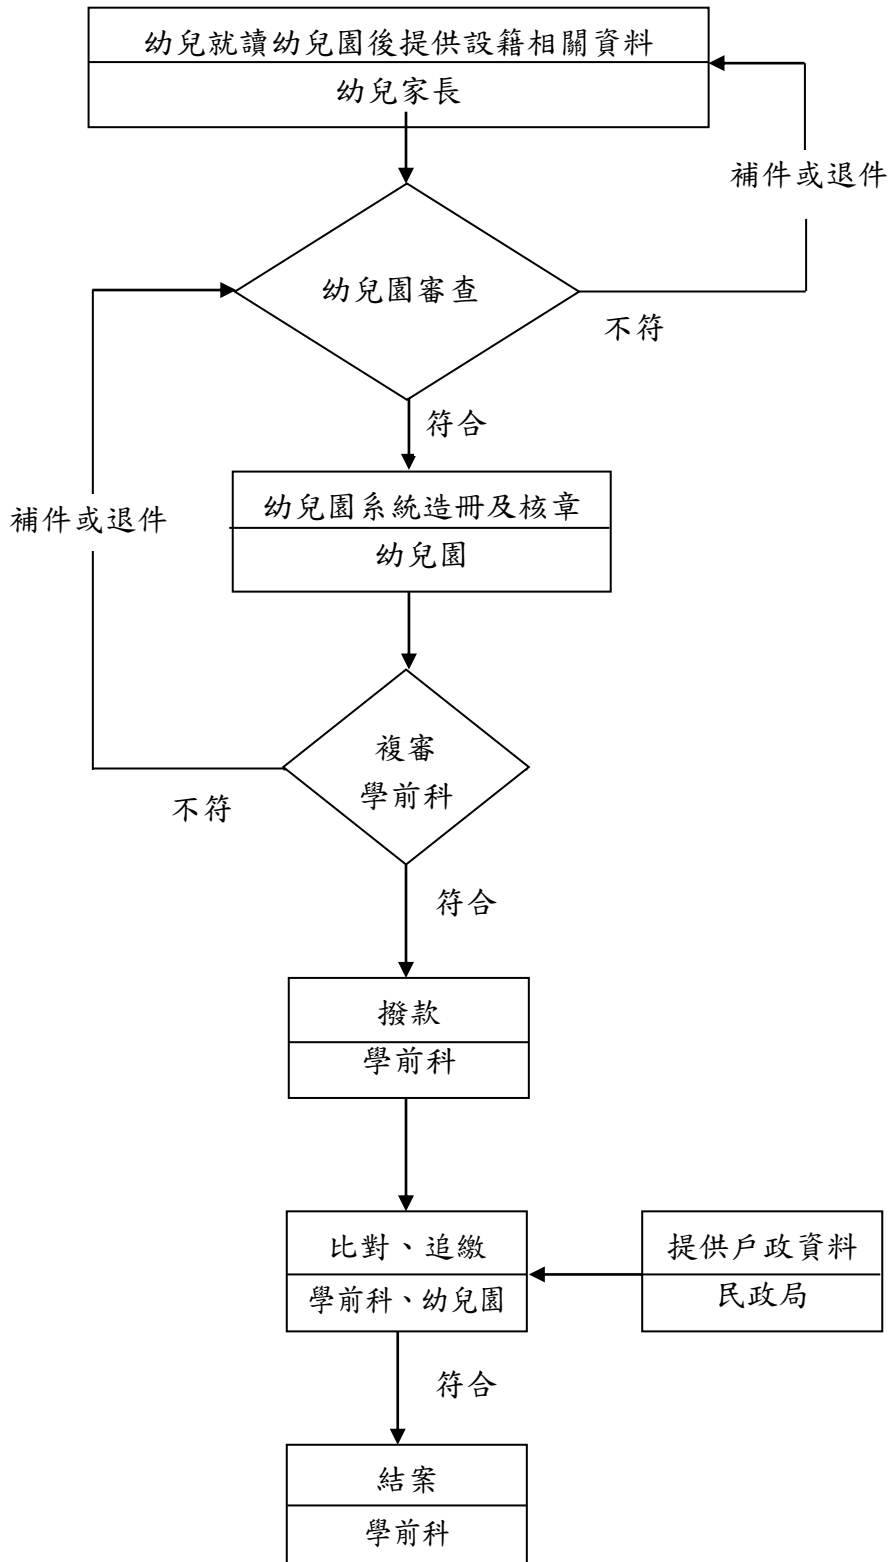 幼兒就讀幼兒園後提供設籍相關資料
幼兒家長
補件或退件
幼兒園審查
不符
符合
幼兒園系統造冊及核章
幼兒園
補件或退件
複審
學前科
不符
符合
撥款
學前科
比對、追繳
學前科、幼兒園
提供戶政資料
民政局
符合
結案
學前科